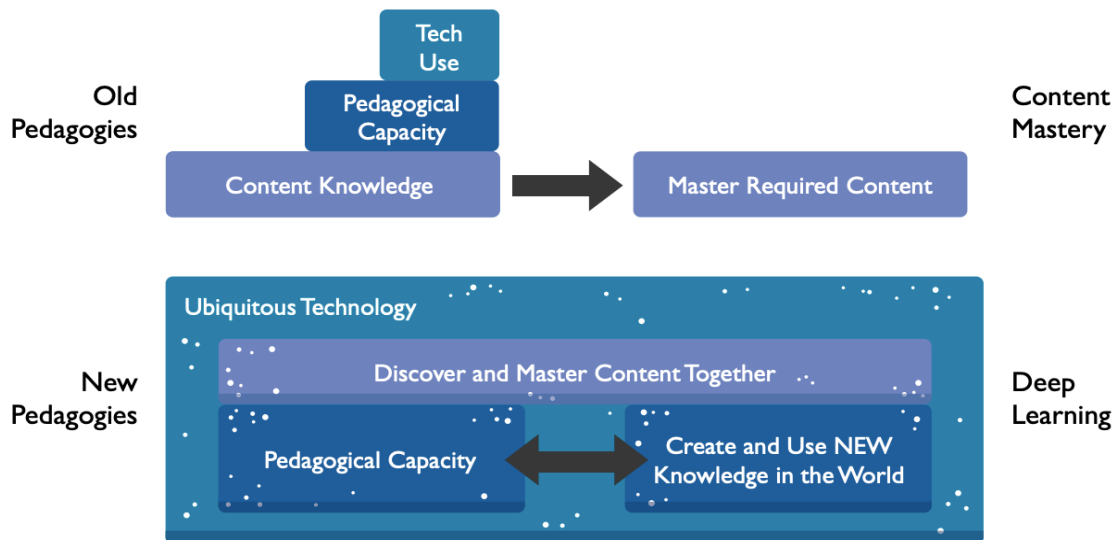 Tech
Use
Old
Pedagogies
Pedagogical
Capacity
Content
Mastery
Content Knowledge
Master Required Content
Ubiquitous Technology
New
Pedagogies
Discover and Master Content Together
Deep
Learning
Pedagogical Capacity
Create and Use NEW
Knowledge in the World